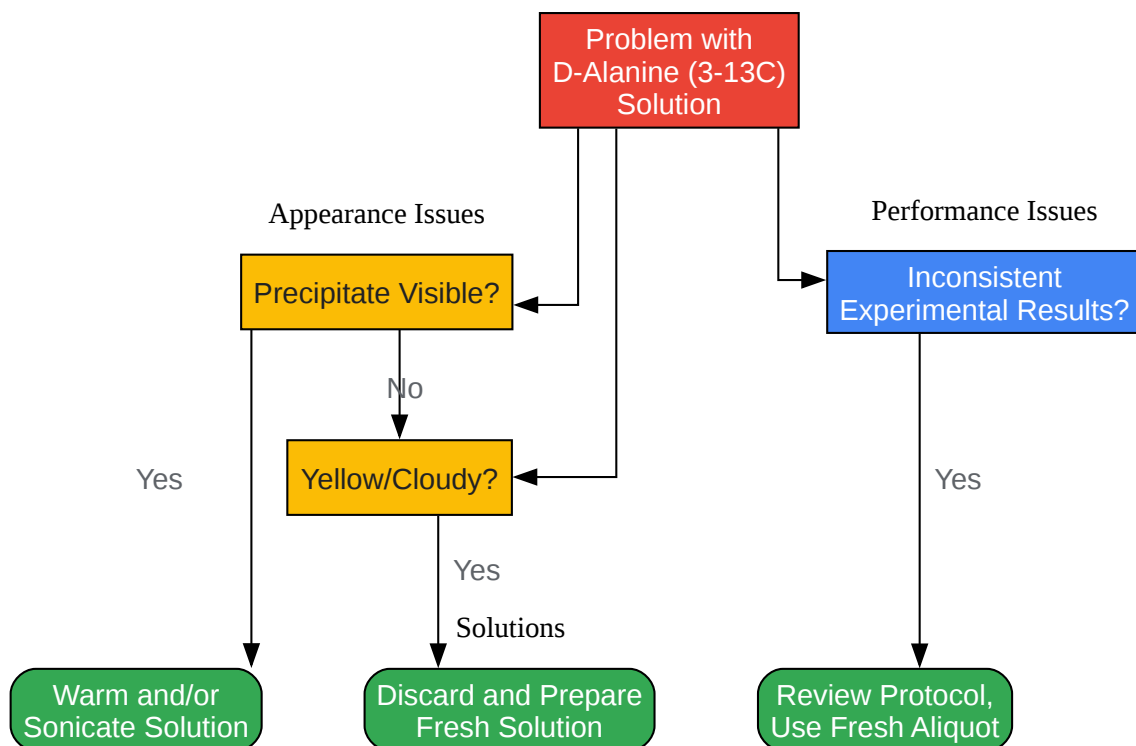 Problem with
D-Alanine (3-13C)
Solution
Appearance Issues
Performance Issues
Precipitate Visible?
Inconsistent
Experimental Results?
No
Yellow/Cloudy?
Yes
Yes
Yes
Solutions
Warm and/or
Sonicate Solution
Discard and Prepare
Fresh Solution
Review Protocol,
Use Fresh Aliquot